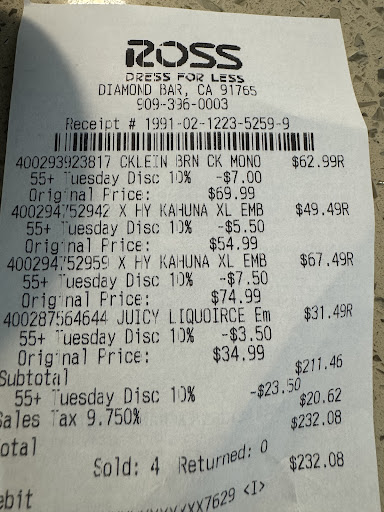 ROSS
DRESS FOR LESS
DIAMOND BAR, CA 91765
909-396-0003
Receipt # 1991-02-1223-5259-9
400293923817 CKLEIN BRN CK MONO $62.99R
55+ Tuesday Disc 10% -$7.00
Original Price: $69.99
400294752942 X HY KAHUNA XL EMB $49.49R
55+ Tuesday Disc 10% -$5.50
Original Price: $54.99
400294752959 X HY KAHUNA XL EMB $67.49R
55+ Tuesday Disc 10% -$7.50
Original Price: $74.99
400287564644 JUICY LIQUOIRCE Em $31.49R
55+ Tuesday Disc 10% -$3.50
Original Price: $34.99
Subtotal $211.46
55+ Tuesday Disc 10% -$23.50
Sales Tax 9.750% $20.62
otal $232.08
Sold: 4 Returned: 0
ebit XXX7629 <I> $232.08